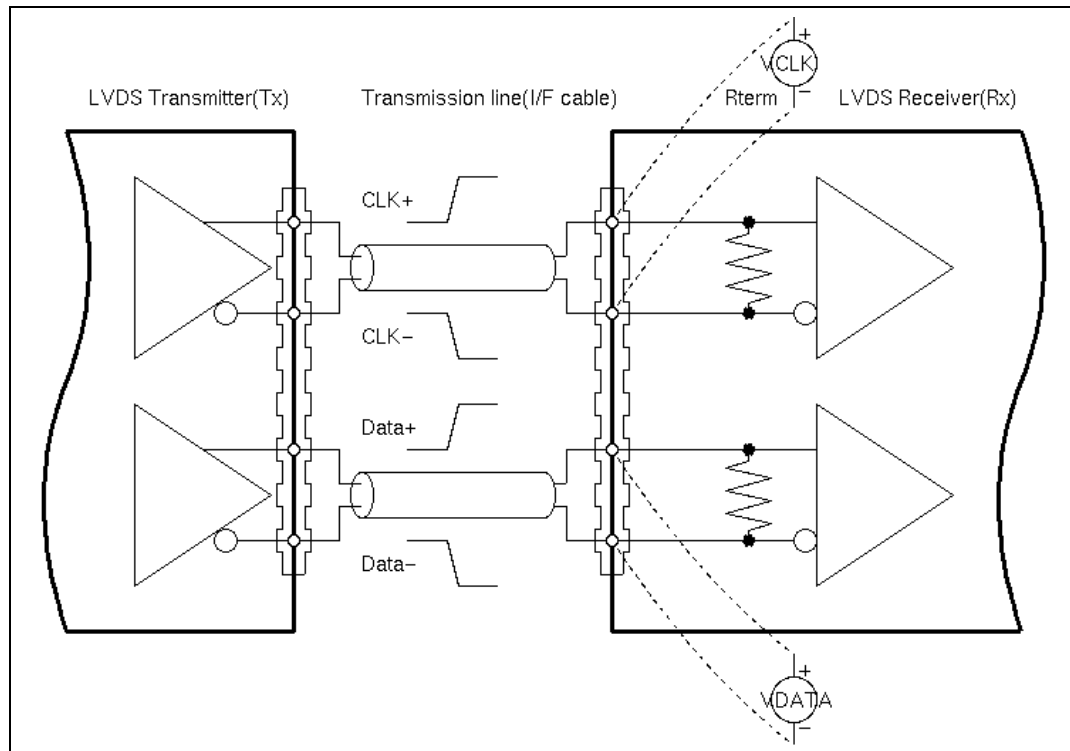 VCLK
+
−
LVDS Transmitter(Tx)
Transmission line(I/F cable)
Rterm
LVDS Receiver(Rx)
CLK+
CLK−
Data+
Data−
+
VDATA
−